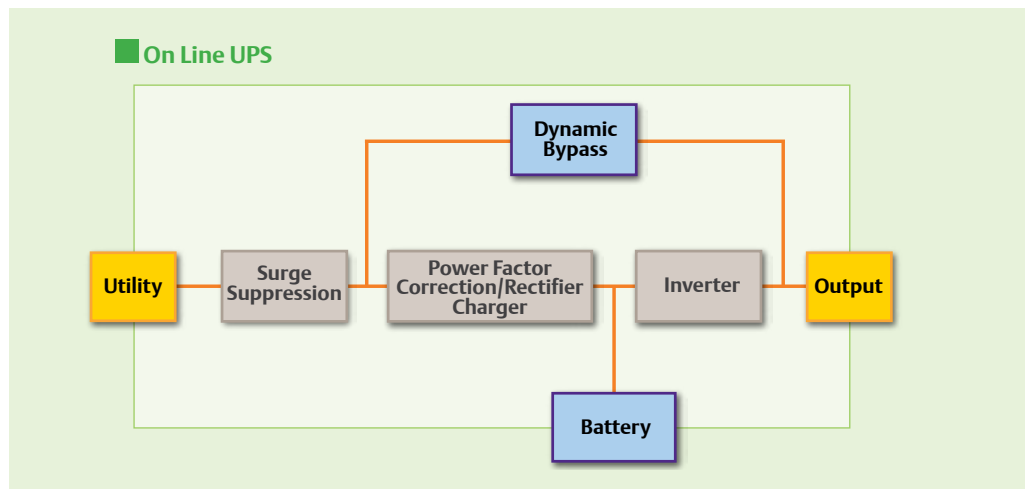 On Line UPS
Dynamic
Bypass
Utility
Surge
Suppression
Power Factor
Correction/Rectifier
Charger
Inverter
Output
Battery